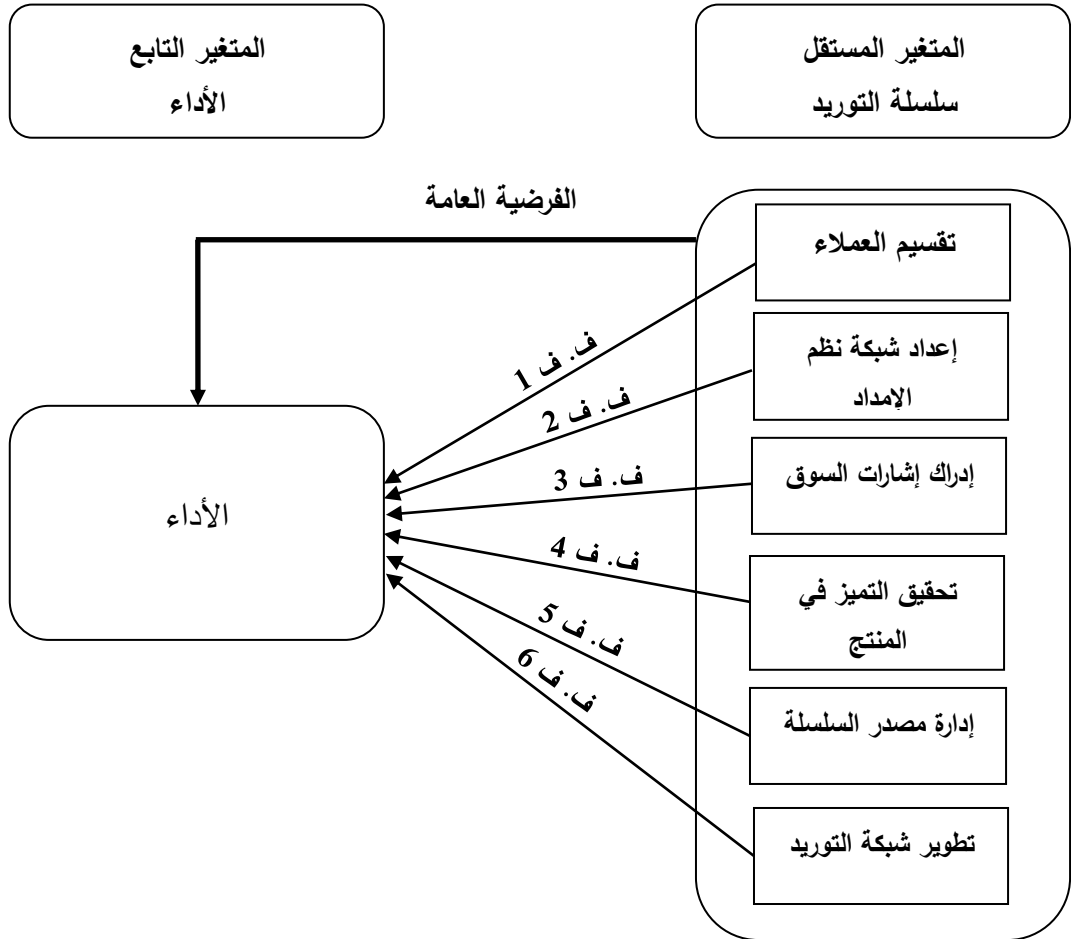 المتغير المستقل
سلسلة التوريد
المتغير التابع
الأداء
الفرضية العامة
تقسيم العملاء
إعداد شبكة نظم
الإمداد
إدراك إشارات السوق
تحقيق التميز في
المنتج
إدارة مصدر السلسلة
تطوير شبكة التوريد
ف. ف 1
ف. ف 2
ف. ف 3
ف. ف 4
ف. ف 5
ف. ف 6
الأداء